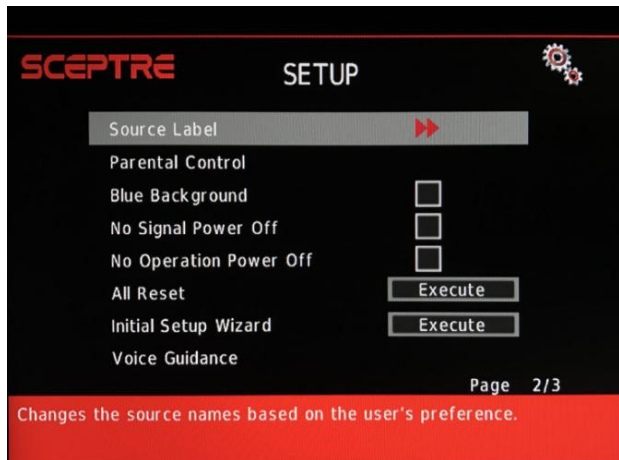 SCEPTRE
SETUP
Source Label
Parental Control
Blue Background
No Signal Power Off
No Operation Power Off
All Reset Execute
Initial Setup Wizard Execute
Voice Guidance
Page 2/3
Changes the source names based on the user's preference.